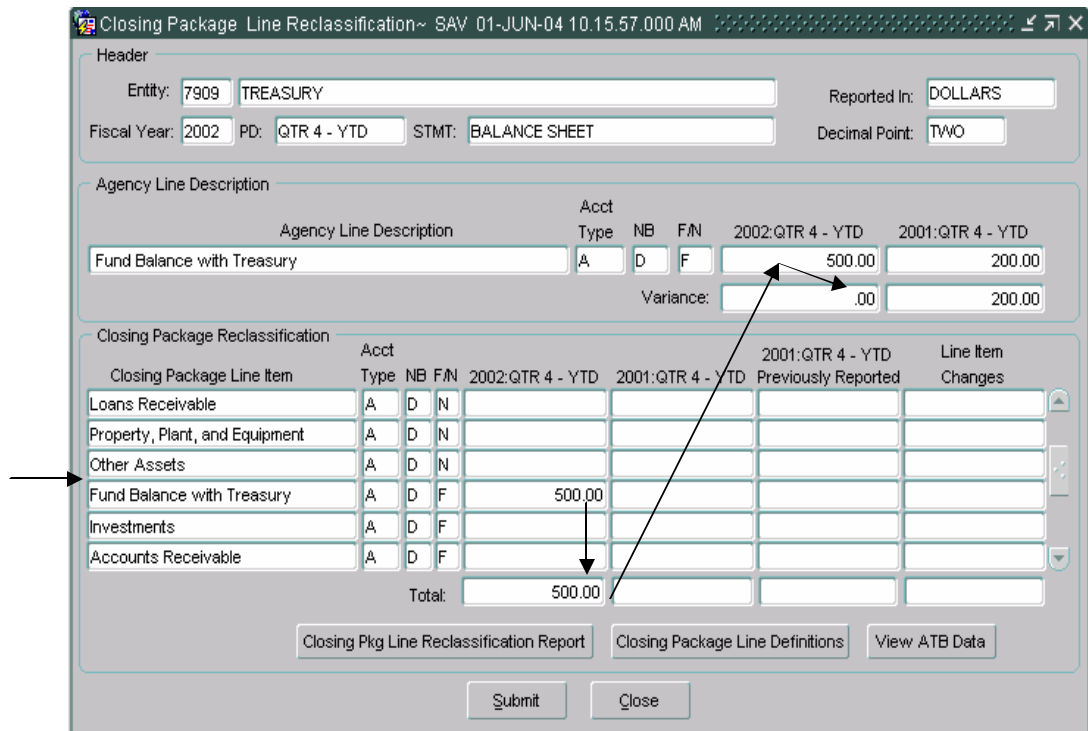 Closing Package Line Reclassification~ SAV 01-JUN-04 10.15.57.000 AM
Header
Entity: 7909 TREASURY Reported In: DOLLARS
Fiscal Year: 2002 PD: QTR 4 - YTD STMT: BALANCE SHEET Decimal Point: TWO
Agency Line Description
Acct
Agency Line Description Type NB F/N 2002:QTR 4 - YTD 2001:QTR 4 - YTD
Fund Balance with Treasury A D F 500.00 200.00
Variance: .00 200.00
Closing Package Reclassification
Acct 2001:QTR 4 - YTD Line Item
Closing Package Line Item Type NB F/N 2002:QTR 4 - YTD 2001:QTR 4 - YTD Previously Reported Changes
Loans Receivable A D N
Property, Plant, and Equipment A D N
Other Assets A D N
Fund Balance with Treasury A D F 500.00
Investments A D F
Accounts Receivable A D F
Total: 500.00
Closing Pkg Line Reclassification Report Closing Package Line Definitions View ATB Data
Submit Close